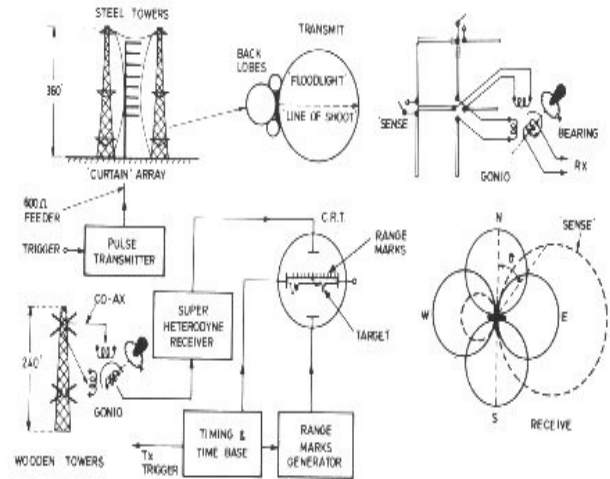 STEEL TOWERS
TRANSMIT
BACK
LOBES
'FLOODLIGHT'
'LINE OF SHOOT'
360'
'CURTAIN' ARRAY
'SENSE'
BEARING
GONIO
RX
600Ω
FEEDER
TRIGGER
PULSE
TRANSMITTER
C.R.T.
RANGE
MARKS
TARGET
CO-AX
SUPER
HETERODYNE
RECEIVER
240'
GONIO
WOODEN TOWERS
Tx
TRIGGER
TIMING &
TIME BASE
RANGE
MARKS
GENERATOR
N
'SENSE'
W
E
S
RECEIVE